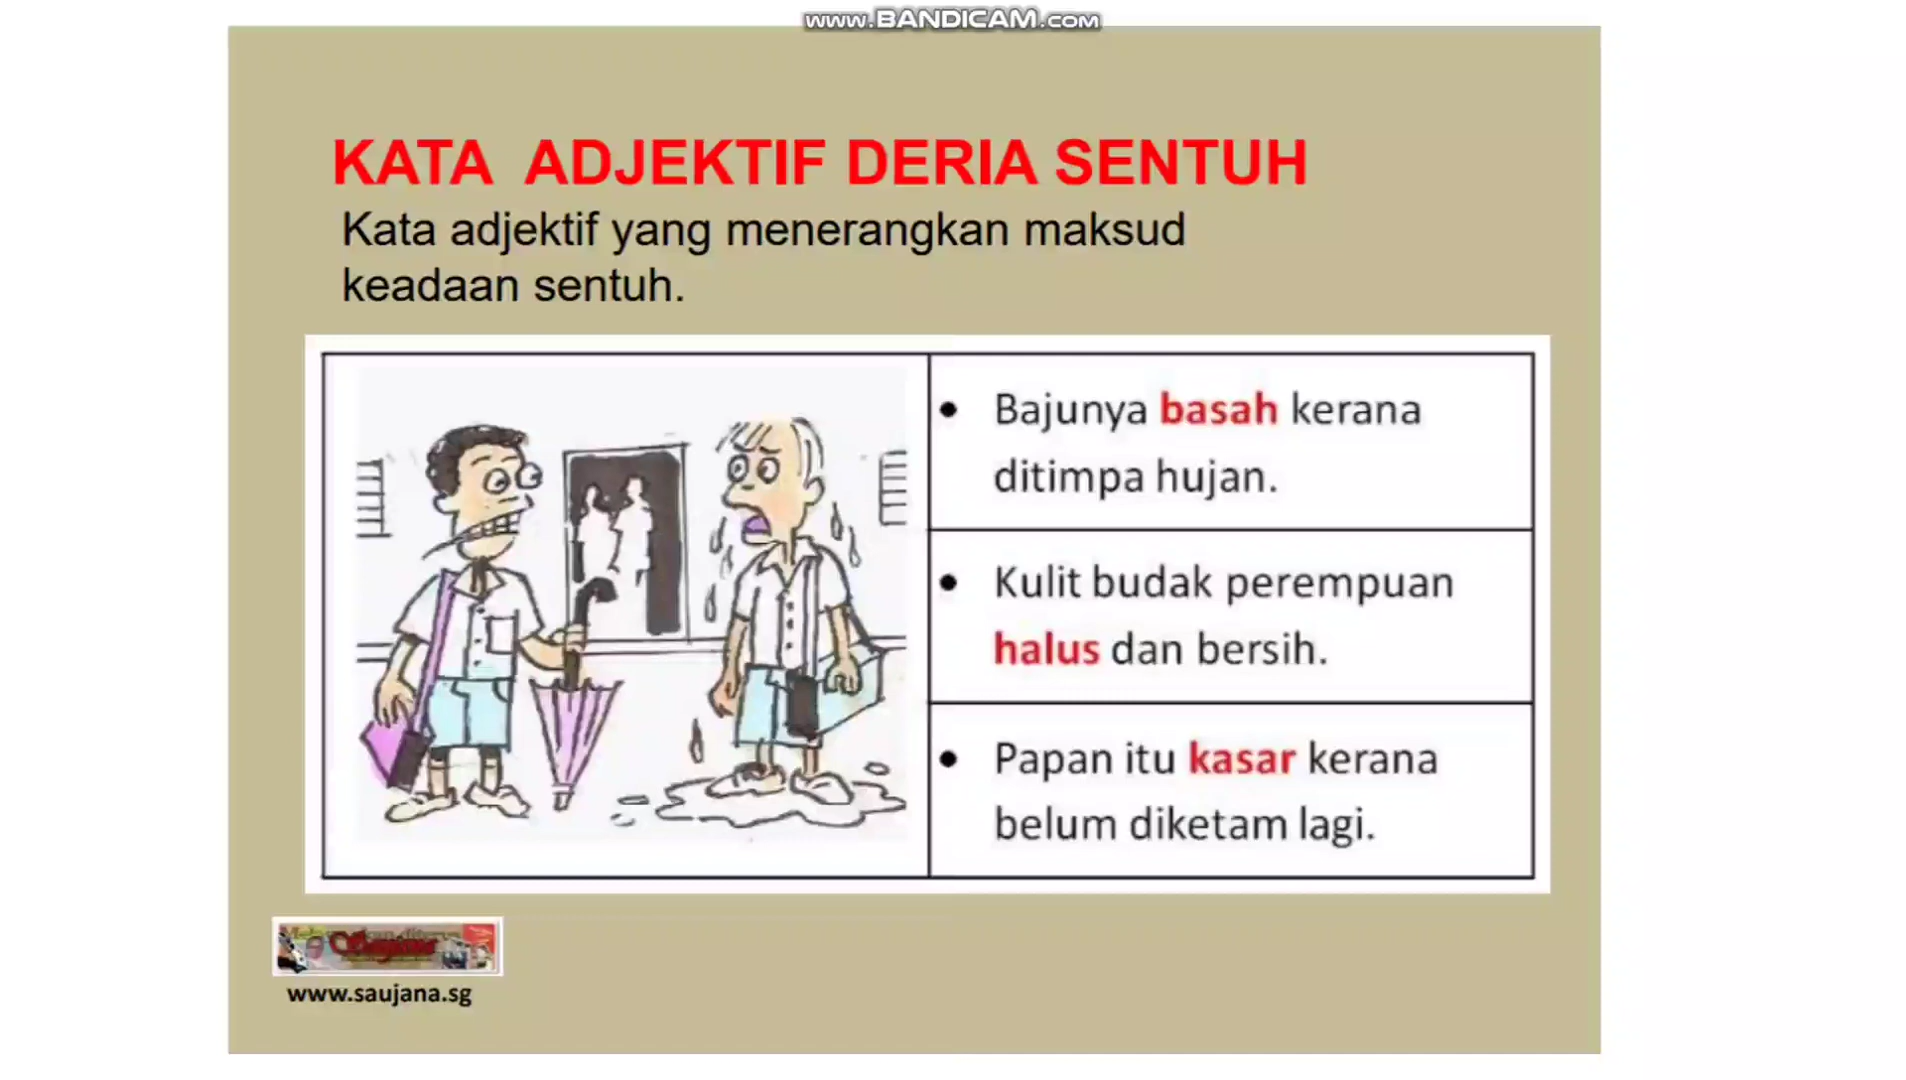 www.BANDICAM.com
KATA ADJEKTIF DERIA SENTUH
Kata adjektif yang menerangkan maksud
keadaan sentuh.
• Bajunya basah kerana
ditimpa hujan.
• Kulit budak perempuan
halus dan bersih.
• Papan itu kasar kerana
belum diketam lagi.
www.saujana.sg